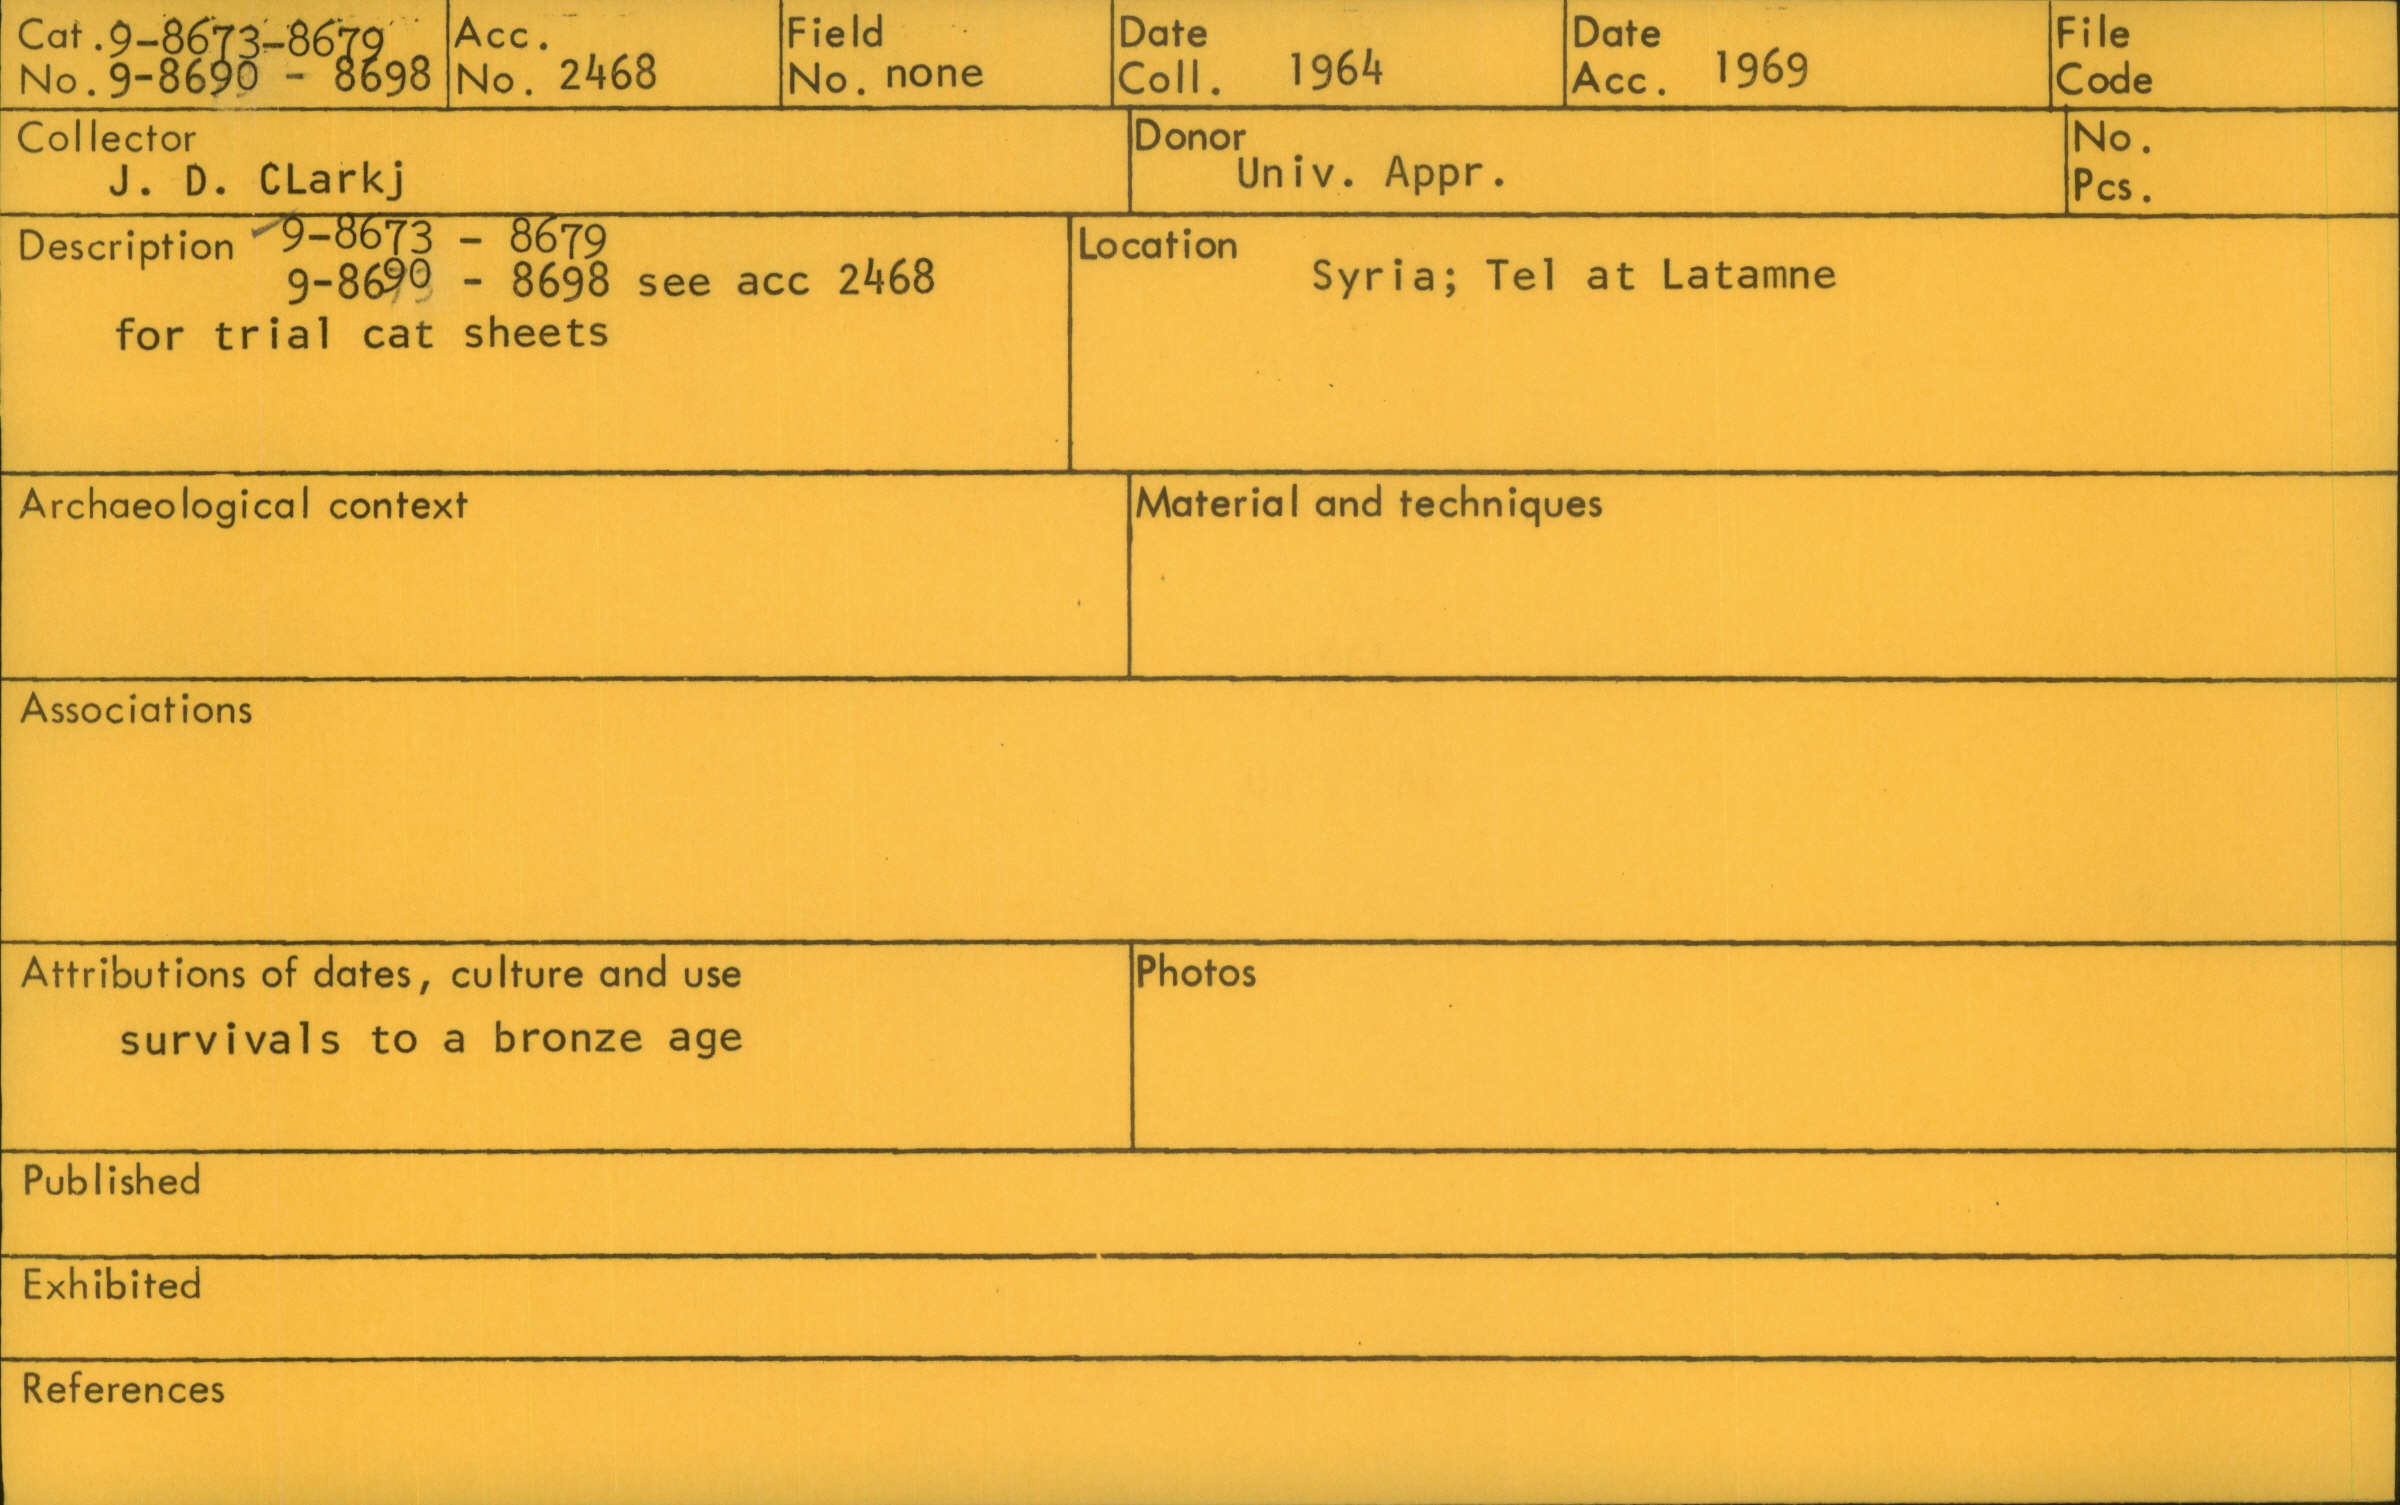 Cat. 9-8673-8679
No. 9-8690 - 8698
Acc.
No. 2468
Field
No. none
Date
Coll. 1964
Date
Acc. 1969
File
Code
Collector
J. D. CLarkj
Donor
Univ. Appr.
No.
Pcs.
Description 9-8673 - 8679
9-8690 - 8698 see acc 2468
for trial cat sheets
Location
Syria; Tel at Latamne
Archaeological context
Material and techniques
Associations
Attributions of dates, culture and use
survivals to a bronze age
Photos
Published
Exhibited
References